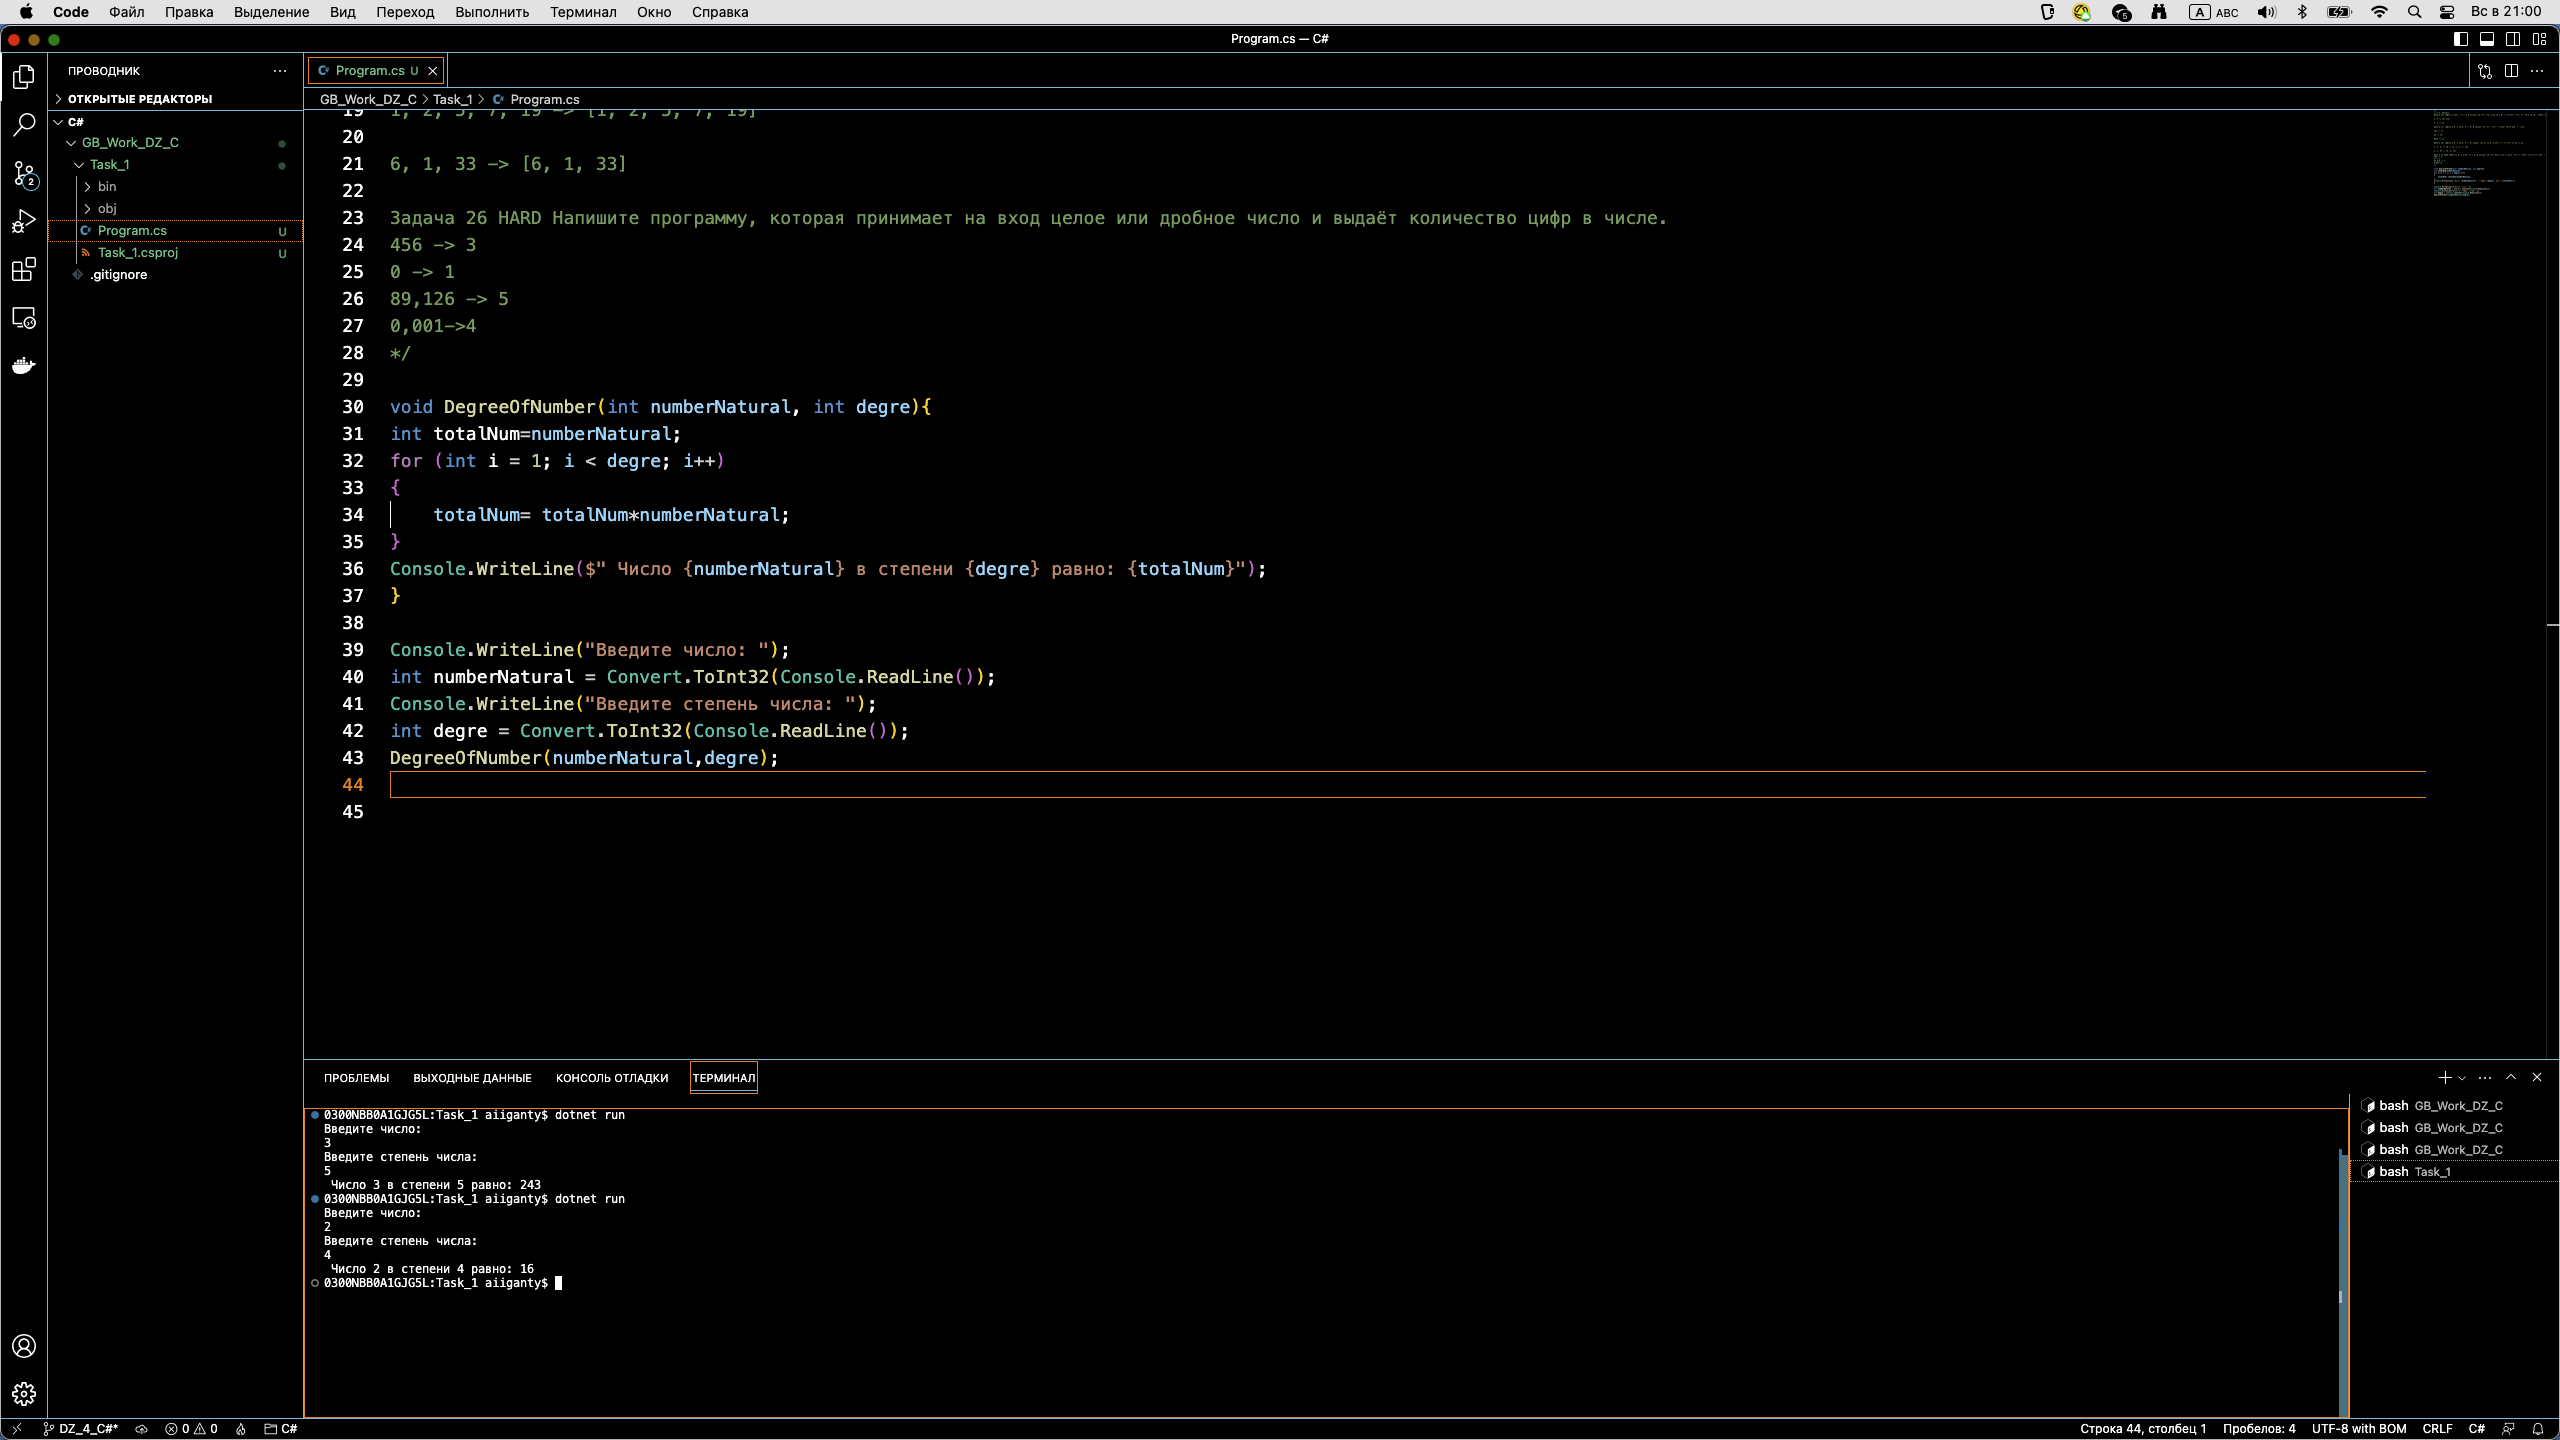 Code Файл Правка Выделение Вид Переход Выполнить Терминал Окно Справка
A ABC Вс в 21:00
Program.cs — C#
ПРОВОДНИК
ОТКРЫТЫЕ РЕДАКТОРЫ
C#
GB_Work_DZ_C
Task_1
bin
obj
Program.cs U
Task_1.csproj U
.gitignore
2
Program.cs U
GB_Work_DZ_C > Task_1 > Program.cs
19 1, 2, 5, 7, 19 -> [1, 2, 5, 7, 19]
20
21 6, 1, 33 -> [6, 1, 33]
22
23 Задача 26 HARD Напишите программу, которая принимает на вход целое или дробное число и выдаёт количество цифр в числе.
24 456 -> 3
25 0 -> 1
26 89,126 -> 5
27 0,001->4
28 */
29
30 void DegreeOfNumber(int numberNatural, int degre){
31 int totalNum=numberNatural;
32 for (int i = 1; i < degre; i++)
33 {
34     totalNum= totalNum*numberNatural;
35 }
36 Console.WriteLine($" Число {numberNatural} в степени {degre} равно: {totalNum}");
37 }
38
39 Console.WriteLine("Введите число: ");
40 int numberNatural = Convert.ToInt32(Console.ReadLine());
41 Console.WriteLine("Введите степень числа: ");
42 int degre = Convert.ToInt32(Console.ReadLine());
43 DegreeOfNumber(numberNatural,degre);
44
45
ПРОБЛЕМЫ ВЫХОДНЫЕ ДАННЫЕ КОНСОЛЬ ОТЛАДКИ ТЕРМИНАЛ
0300NBB0A1GJG5L:Task_1 aiiganty$ dotnet run
Введите число:
3
Введите степень числа:
5
Число 3 в степени 5 равно: 243
0300NBB0A1GJG5L:Task_1 aiiganty$ dotnet run
Введите число:
2
Введите степень числа:
4
Число 2 в степени 4 равно: 16
0300NBB0A1GJG5L:Task_1 aiiganty$
bash GB_Work_DZ_C
bash GB_Work_DZ_C
bash GB_Work_DZ_C
bash Task_1
DZ_4_C#* 0 0 C#
Строка 44, столбец 1 Пробелов: 4 UTF-8 with BOM CRLF C#